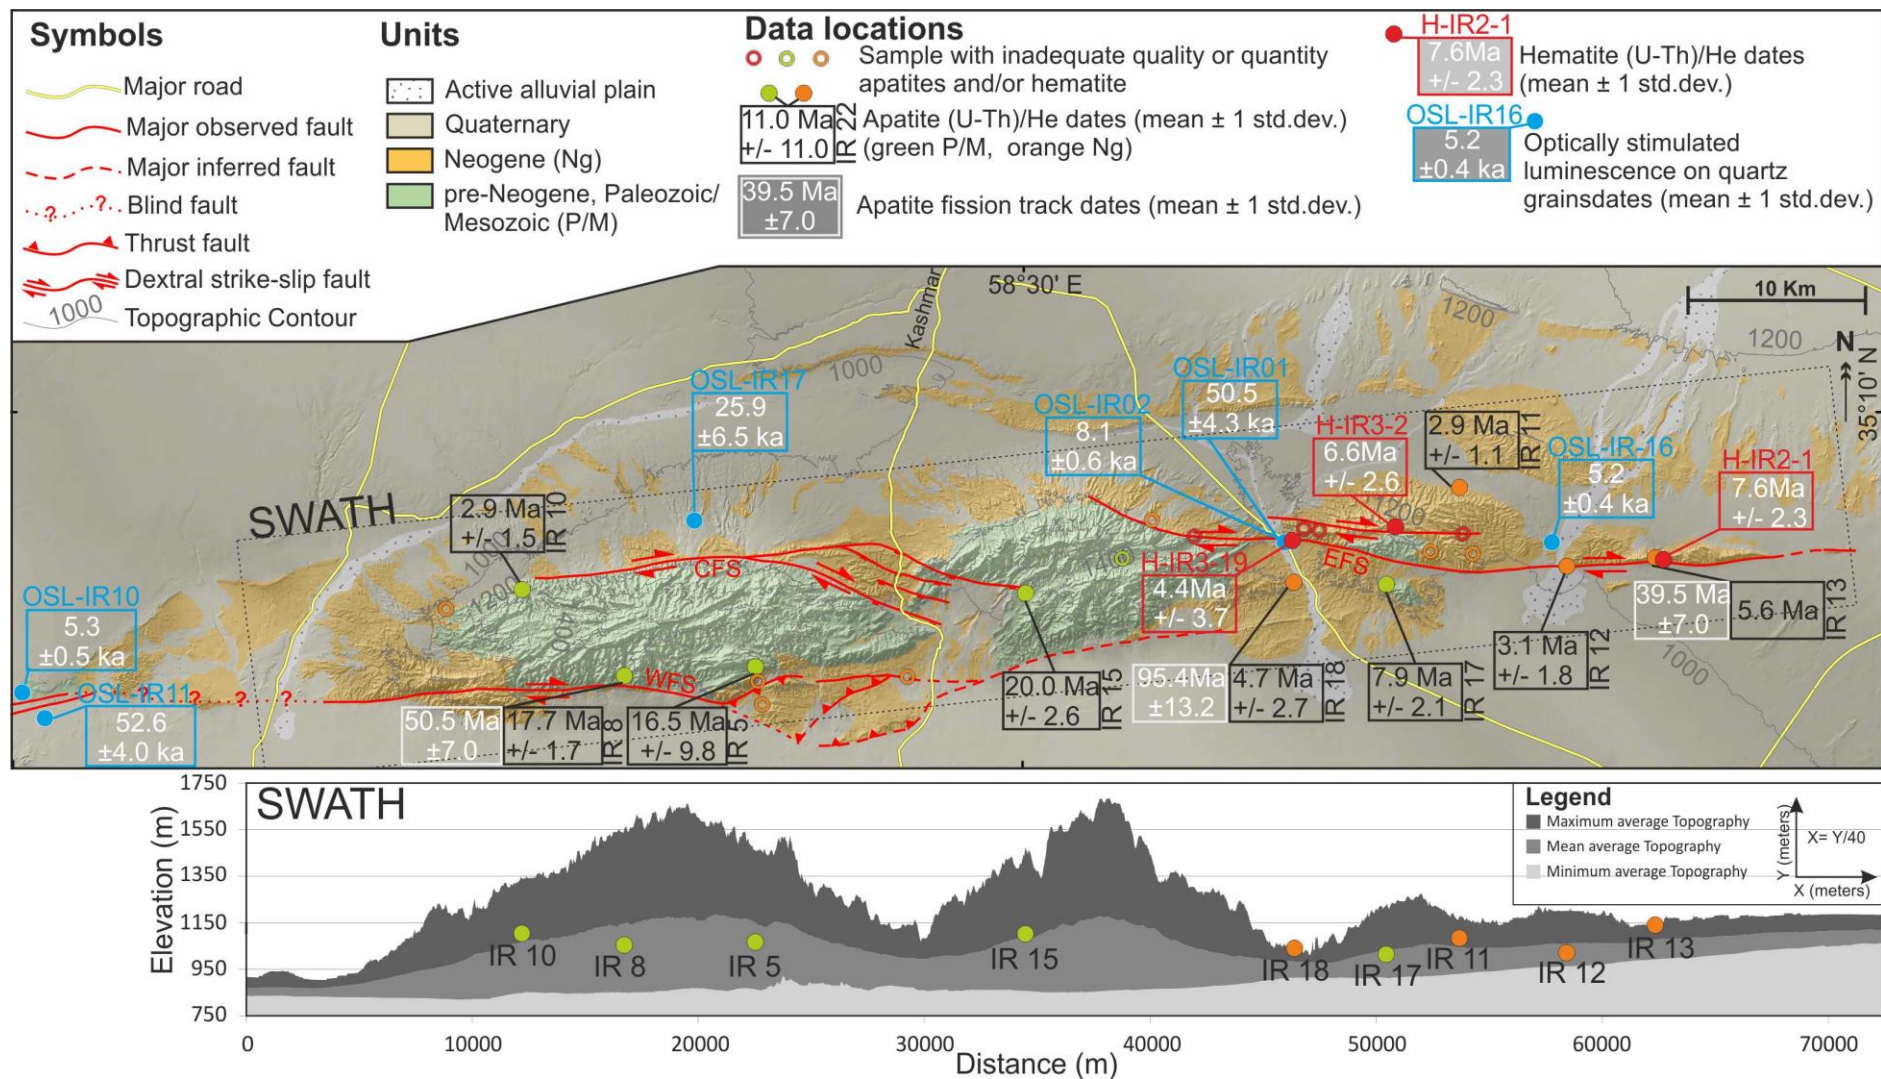 Symbols
Major road
Major observed fault
Major inferred fault
? ?
Blind fault
Thrust fault
Dextral strike-slip fault
1000
Topographic Contour
Units
Active alluvial plain
Quaternary
Neogene (Ng)
pre-Neogene, Paleozoic/
Mesozoic (P/M)
Data locations
Sample with inadequate quality or quantity
apatites and/or hematite
11.0 Ma
+/- 11.0
IR 22
Apatite (U-Th)/He dates (mean ± 1 std.dev.)
(green P/M, orange Ng)
39.5 Ma
±7.0
Apatite fission track dates (mean ± 1 std.dev.)
H-IR2-1
7.6Ma
+/- 2.3
Hematite (U-Th)/He dates
(mean ± 1 std.dev.)
OSL-IR16
5.2
±0.4 ka
Optically stimulated
luminescence on quartz
grainsdates (mean ± 1 std.dev.)
58°30' E
10 Km
Kashmar
1200
1200
N
35°10' N
1000
OSL-IR17
25.9
±6.5 ka
OSL-IR02
8.1
±0.6 ka
OSL-IR01
50.5
±4.3 ka
H-IR3-2
6.6Ma
+/- 2.6
2.9 Ma
+/- 1.1
IR 11
OSL-IR-16
5.2
±0.4 ka
H-IR2-1
7.6Ma
+/- 2.3
SWATH
2.9 Ma
+/- 1.5
IR 10
1000
1200
1400
CFS
1400
1200
EFS
H-IR3-19
4.4Ma
+/- 3.7
OSL-IR10
5.3
±0.5 ka
OSL-IR11
52.6
±4.0 ka
? ? ?
WFS
50.5 Ma
±7.0
17.7 Ma
+/- 1.7
IR 8
16.5 Ma
+/- 9.8
IR 5
20.0 Ma
+/- 2.6
IR 15
95.4Ma
±13.2
4.7 Ma
+/- 2.7
IR 18
7.9 Ma
+/- 2.1
IR 17
3.1 Ma
+/- 1.8
IR 12
39.5 Ma
±7.0
5.6 Ma
IR 13
1000
SWATH
Elevation (m)
1750
1550
1350
1150
950
750
IR 10
IR 8
IR 5
IR 15
IR 18
IR 17
IR 11
IR 12
IR 13
Legend
Maximum average Topography
Mean average Topography
Minimum average Topography
Y (meters)
X= Y/40
X (meters)
0 10000 20000 30000 40000 50000 60000 70000
Distance (m)